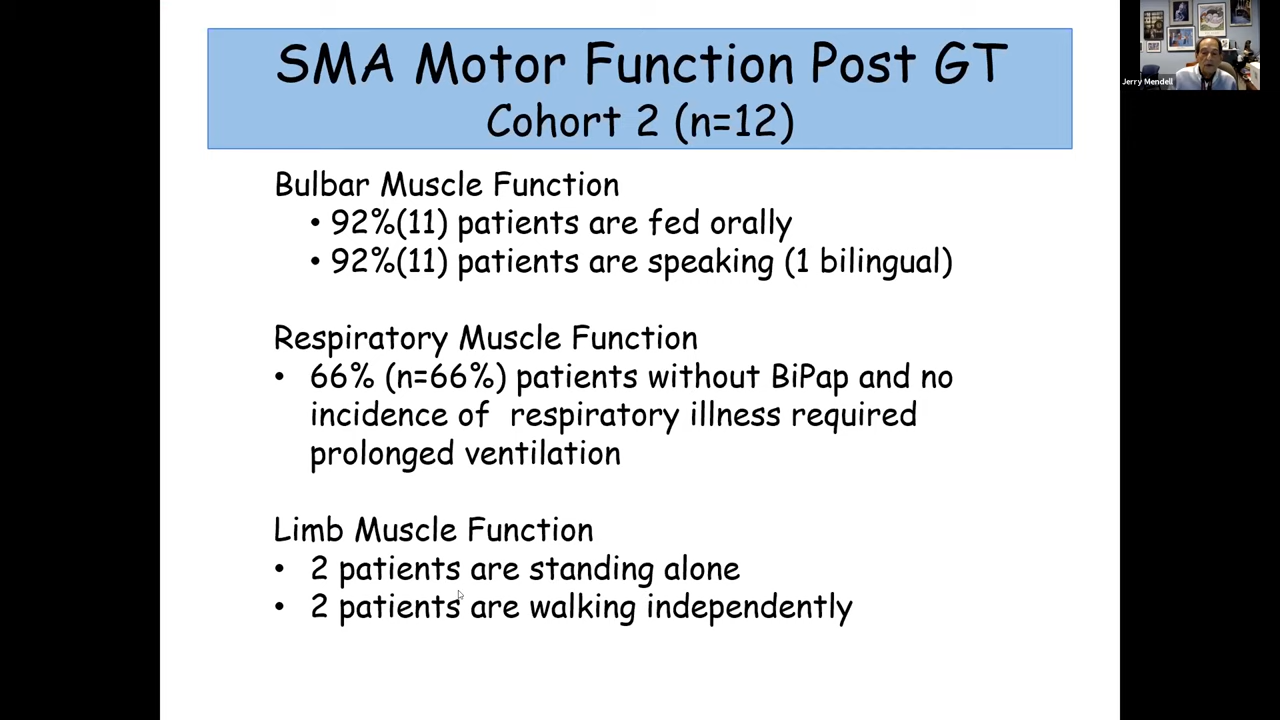 SMA Motor Function Post GT
Cohort 2 (n=12)
Jerry Mendell
Bulbar Muscle Function
• 92%(11) patients are fed orally
• 92%(11) patients are speaking (1 bilingual)
Respiratory Muscle Function
• 66% (n=66%) patients without BiPap and no
incidence of respiratory illness required
prolonged ventilation
Limb Muscle Function
• 2 patients are standing alone
• 2 patients are walking independently